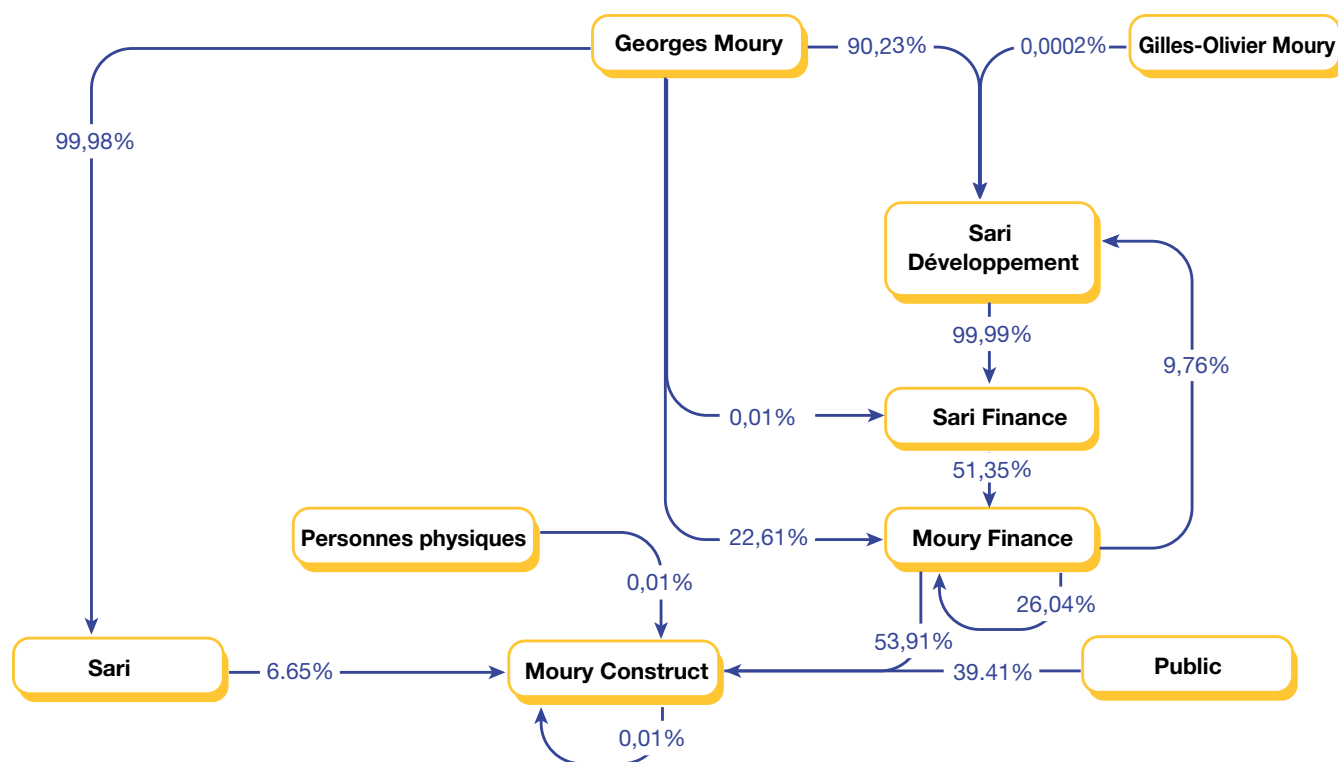 Georges Moury
90,23%
0,0002%
Gilles-Olivier Moury
99,98%
Sari
Développement
99,99%
9,76%
0,01%
Sari Finance
51,35%
Personnes physiques
22,61%
Moury Finance
0,01%
26,04%
53,91%
Sari
6.65%
Moury Construct
39.41%
Public
0,01%